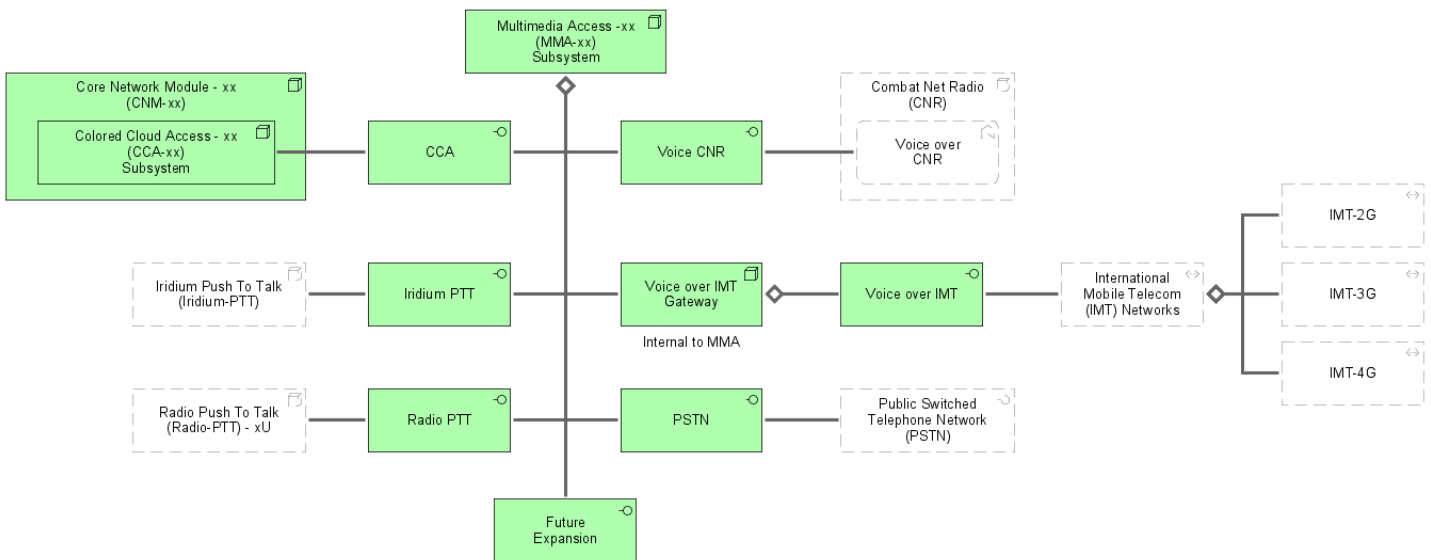 Multimedia Access -xx
(MMA-xx)
Subsystem
Core Network Module - xx
(CNM-xx)
Colored Cloud Access - xx
(CCA-xx)
Subsystem
CCA
Voice CNR
Combat Net Radio
(CNR)
Voice over
CNR
Iridium Push To Talk
(Iridium-PTT)
Iridium PTT
Voice over IMT
Gateway
Internal to MMA
Voice over IMT
International
Mobile Telecom
(IMT) Networks
IMT-2G
IMT-3G
IMT-4G
Radio Push To Talk
(Radio-PTT) - xU
Radio PTT
PSTN
Public Switched
Telephone Network
(PSTN)
Future
Expansion